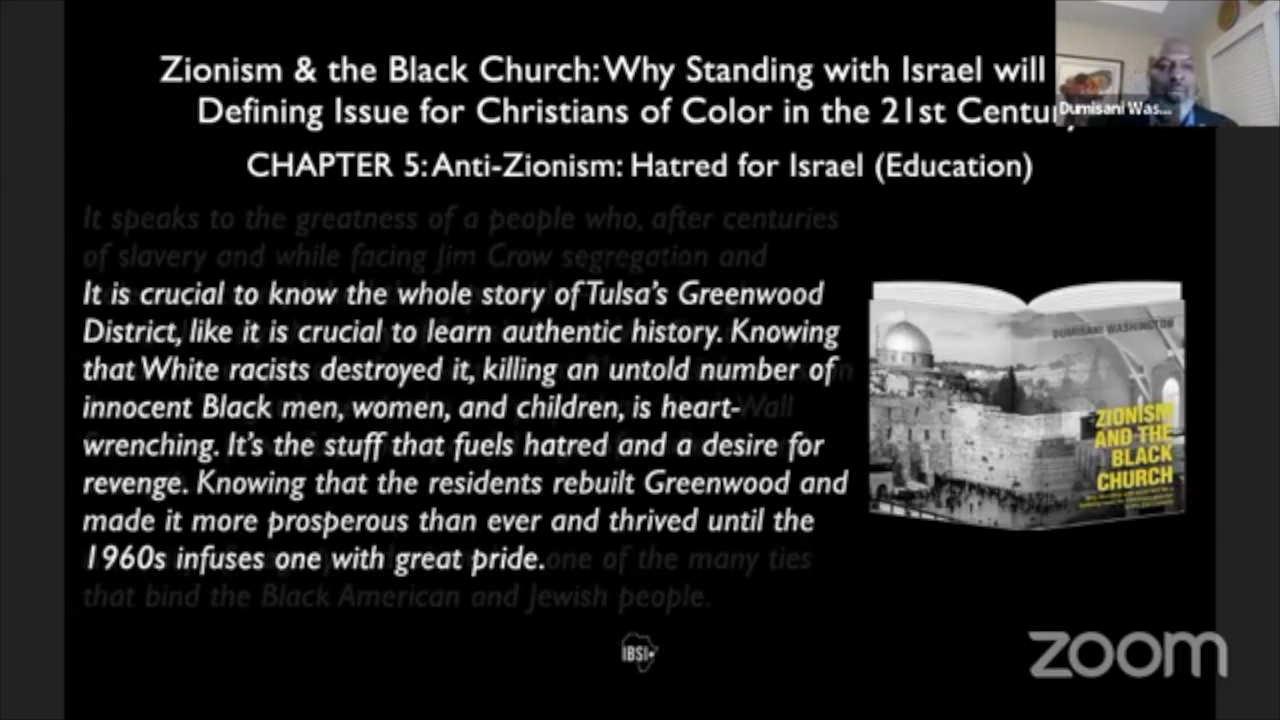 Zionism & the Black Church: Why Standing with Israel will
Defining Issue for Christians of Color in the 21st Century
Dumisani Was...
CHAPTER 5: Anti-Zionism: Hatred for Israel (Education)
It speaks to the greatness of a people who, after centuries
of slavery and while facing Jim Crow segregation and
It is crucial to know the whole story of Tulsa's Greenwood
District, like it is crucial to learn authentic history. Knowing
that White racists destroyed it, killing an untold number of
innocent Black men, women, and children, is heart-
Wall
wrenching. It's the stuff that fuels hatred and a desire for
revenge. Knowing that the residents rebuilt Greenwood and
made it more prosperous than ever and thrived until the
1960s infuses one with great pride.
one of the many ties
that bind the Black American and Jewish people.
DUMISANI WASHINGTON
ZIONISM
AND THE
BLACK
CHURCH
IBSI
zoom